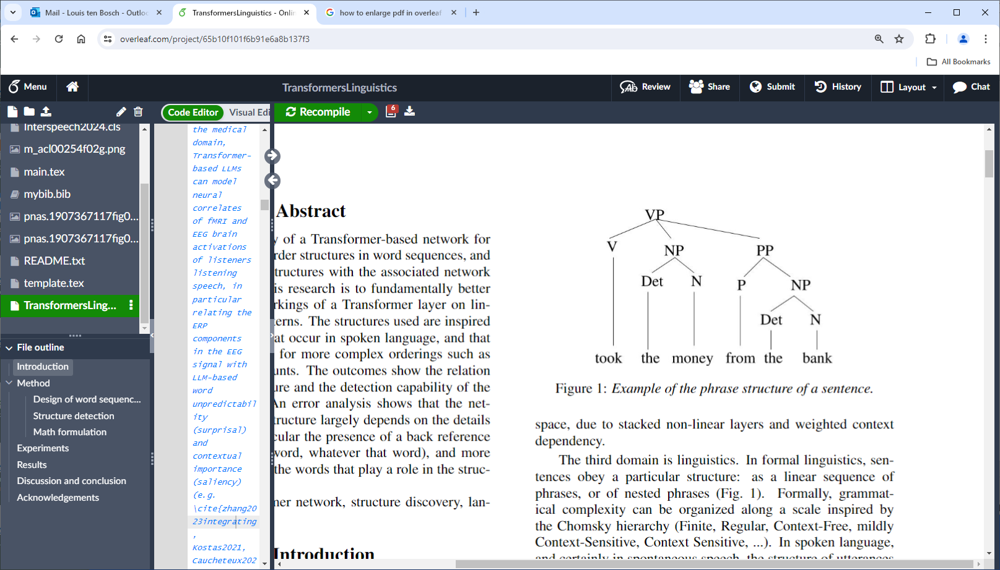 Mail - Louis ten Bosch - Outlo
TransformersLinguistics - Onlin
how to enlarge pdf in overleaf
overleaf.com/project/65b10f101f6b91e6a8b137f3
All Bookmarks
Menu
TransformersLinguistics
Review
Share
Submit
History
Layout
Chat
Code Editor
Visual Edi
Recompile
6
Interspeech2024.cls
m_acl00254f02g.png
main.tex
mybib.bib
pnas.1907367117fig0...
pnas.1907367117fig0...
README.txt
template.tex
TransformersLing...
File outline
Introduction
Method
Design of word sequenc...
Structure detection
Math formulation
Experiments
Results
Discussion and conclusion
Acknowledgements
the medical
domain,
Transformer-
based LLMs
can model
neural
correlates
of fMRI and
EEG brain
activations
of listeners
listening
speech, in
particular
relating the
ERP
components
in the EEG
signal with
LLM-based
word
unpredictabil
ity
(surprisal)
and
contextual
importance
(saliency)
(e.g.
\cite{zhang20
23integrating
,
Kostas2021,
Caucheteux202
Abstract
y of a Transformer-based network for
rder structures in word sequences, and
tructures with the associated network
is research is to fundamentally better
rkings of a Transformer layer on lin-
erns. The structures used are inspired
at occur in spoken language, and that
for more complex orderings such as
unts. The outcomes show the relation
ure and the detection capability of the
An error analysis shows that the net-
tructure largely depends on the details
cular the presence of a back reference
word, whatever that word), and more
the words that play a role in the struc-
ner network, structure discovery, lan-
Introduction
VP
V
NP
PP
Det
N
P
NP
Det
N
took the money from the bank
Figure 1: Example of the phrase structure of a sentence.
space, due to stacked non-linear layers and weighted context
dependency.
The third domain is linguistics. In formal linguistics, sen-
tences obey a particular structure: as a linear sequence of
phrases, or of nested phrases (Fig. 1). Formally, grammat-
ical complexity can be organized along a scale inspired by
the Chomsky hierarchy (Finite, Regular, Context-Free, mildly
Context-Sensitive, Context Sensitive, ...). In spoken language,
and certainly in spontaneous speech, the structure of utterances